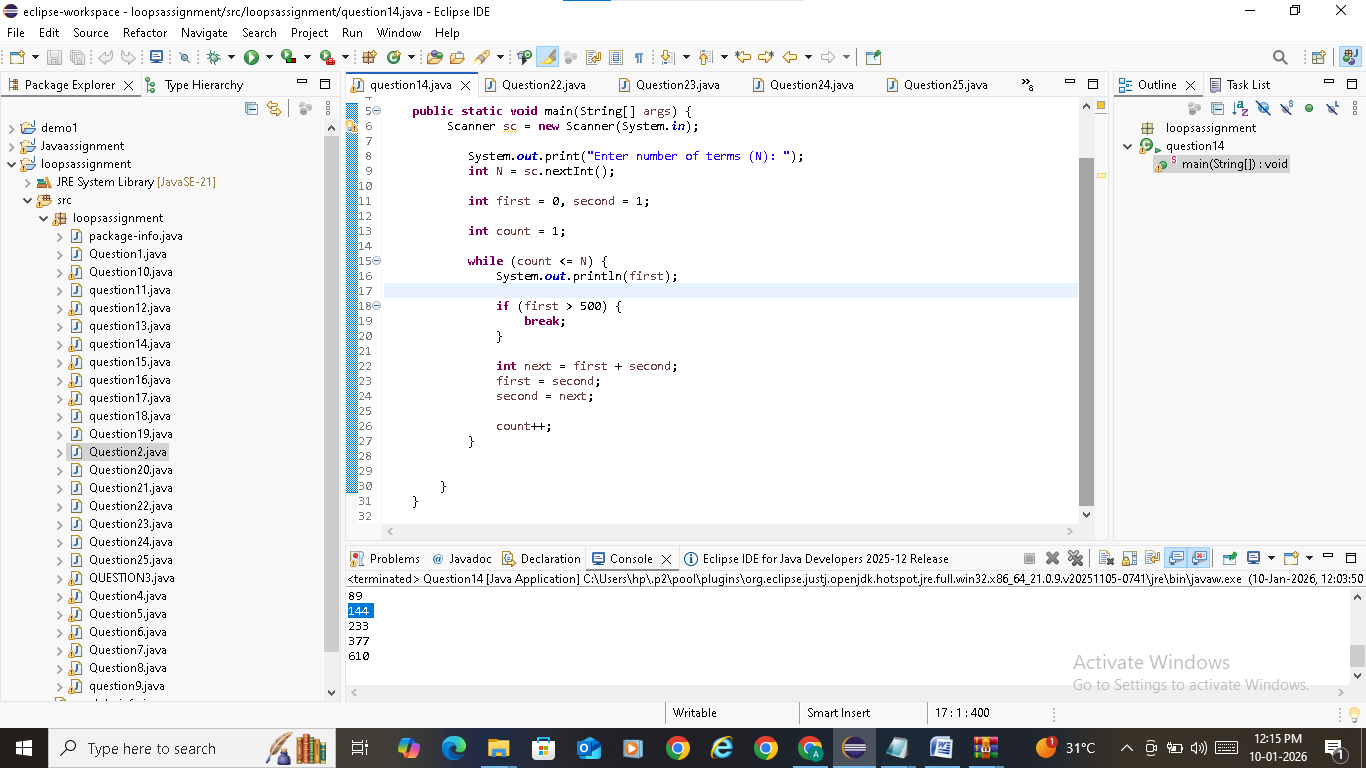 eclipse-workspace - loopsassignment/src/loopsassignment/question14.java - Eclipse IDE
File Edit Source Refactor Navigate Search Project Run Window Help
Package Explorer Type Hierarchy
demo1
Javaassignment
loopsassignment
JRE System Library [JavaSE-21]
src
loopsassignment
package-info.java
Question1.java
Question10.java
question11.java
question12.java
question13.java
question14.java
question15.java
question16.java
question17.java
question18.java
Question19.java
Question2.java
Question20.java
Question21.java
Question22.java
Question23.java
Question24.java
Question25.java
QUESTION3.java
Question4.java
Question5.java
Question6.java
Question7.java
Question8.java
question9.java
question14.java Question22.java Question23.java Question24.java Question25.java »8
5 public static void main(String[] args) {
6 Scanner sc = new Scanner(System.in);
7
8 System.out.print("Enter number of terms (N): ");
9 int N = sc.nextInt();
10
11 int first = 0, second = 1;
12
13 int count = 1;
14
15 while (count <= N) {
16 System.out.println(first);
17
18 if (first > 500) {
19 break;
20 }
21
22 int next = first + second;
23 first = second;
24 second = next;
25
26 count++;
27 }
28
29
30 }
31 }
32
Outline Task List
loopsassignment
question14
main(String[]) : void
Problems @ Javadoc Declaration Console Eclipse IDE for Java Developers 2025-12 Release
<terminated> Question14 [Java Application] C:\Users\hp\.p2\pool\plugins\org.eclipse.justj.openjdk.hotspot.jre.full.win32.x86_64_21.0.9.v20251105-0741\jre\bin\javaw.exe (10-Jan-2026, 12:03:50
89
144
233
377
610
Activate Windows
Go to Settings to activate Windows.
Writable Smart Insert 17 : 1 : 400
Type here to search
1 31°C
12:15 PM
10-01-2026
1